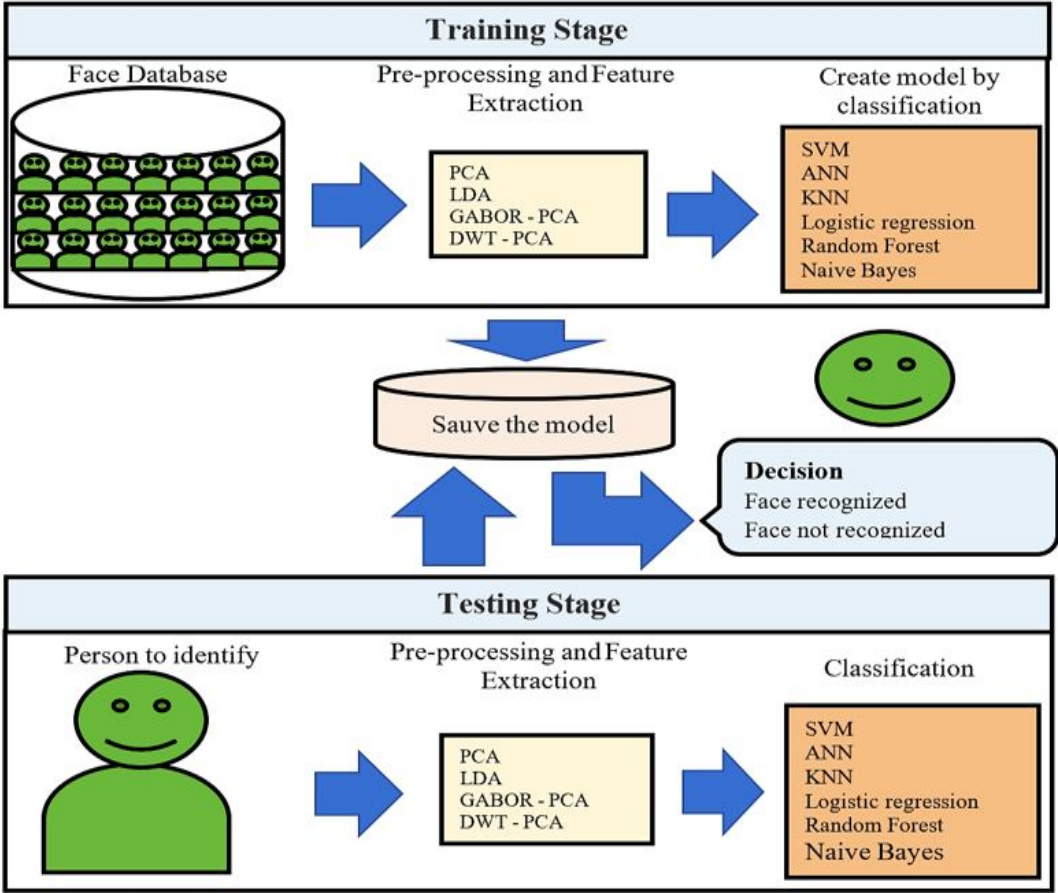 Training Stage
Face Database
Pre-processing and Feature
Extraction
Create model by
classification
PCA
LDA
GABOR - PCA
DWT - PCA
SVM
ANN
KNN
Logistic regression
Random Forest
Naive Bayes
Sauve the model
Decision
Face recognized
Face not recognized
Testing Stage
Person to identify
Pre-processing and Feature
Extraction
Classification
PCA
LDA
GABOR - PCA
DWT - PCA
SVM
ANN
KNN
Logistic regression
Random Forest
Naive Bayes